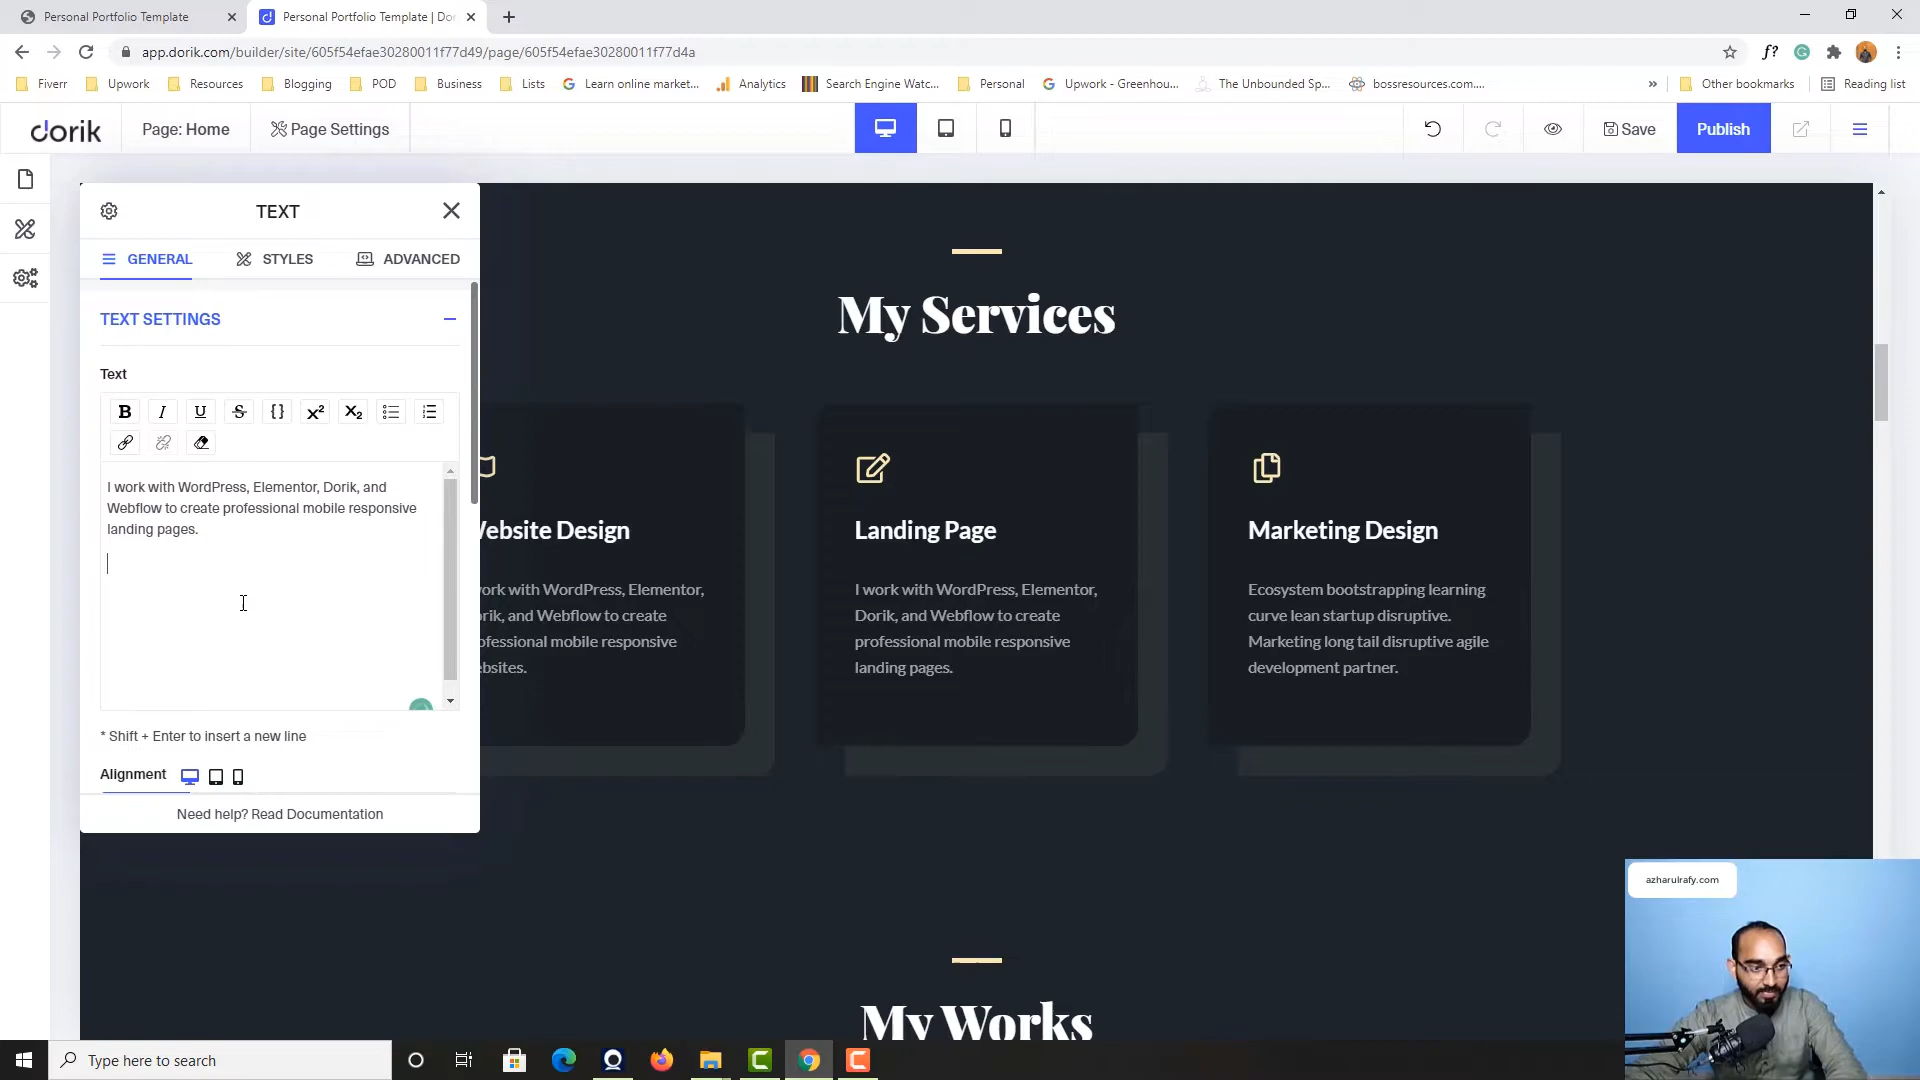 Personal Portfolio Template
Personal Portfolio Template | Dor
app.dorik.com/builder/site/605f54efae30280011f77d49/page/605f54efae30280011f77d4a
Fiverr
Upwork
Resources
Blogging
POD
Business
Lists
Learn online market...
Analytics
Search Engine Watc...
Personal
Upwork - Greenhou...
The Unbounded Sp...
bossresources.com....
»
Other bookmarks
Reading list
dorik
Page: Home
Page Settings
Save
Publish
TEXT
GENERAL
STYLES
ADVANCED
TEXT SETTINGS
Text
I work with WordPress, Elementor, Dorik, and
Webflow to create professional mobile responsive
landing pages.
* Shift + Enter to insert a new line
Alignment
Need help? Read Documentation
My Services
ebsite Design
ork with WordPress, Elementor,
rik, and Webflow to create
ofessional mobile responsive
ebsites.
Landing Page
I work with WordPress, Elementor,
Dorik, and Webflow to create
professional mobile responsive
landing pages.
Marketing Design
Ecosystem bootstrapping learning
curve lean startup disruptive.
Marketing long tail disruptive agile
development partner.
My Works
azharulrafy.com
Type here to search